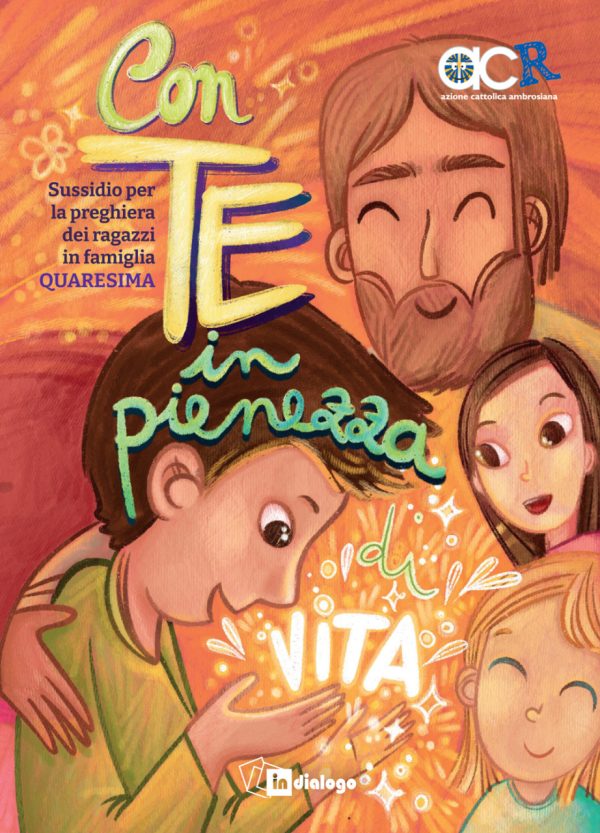 Con
TE
in
pienezza
di
VITA
Sussidio per
la preghiera
dei ragazzi
in famiglia
QUARESIMA
acR
azione cattolica ambrosiana
in dialogo